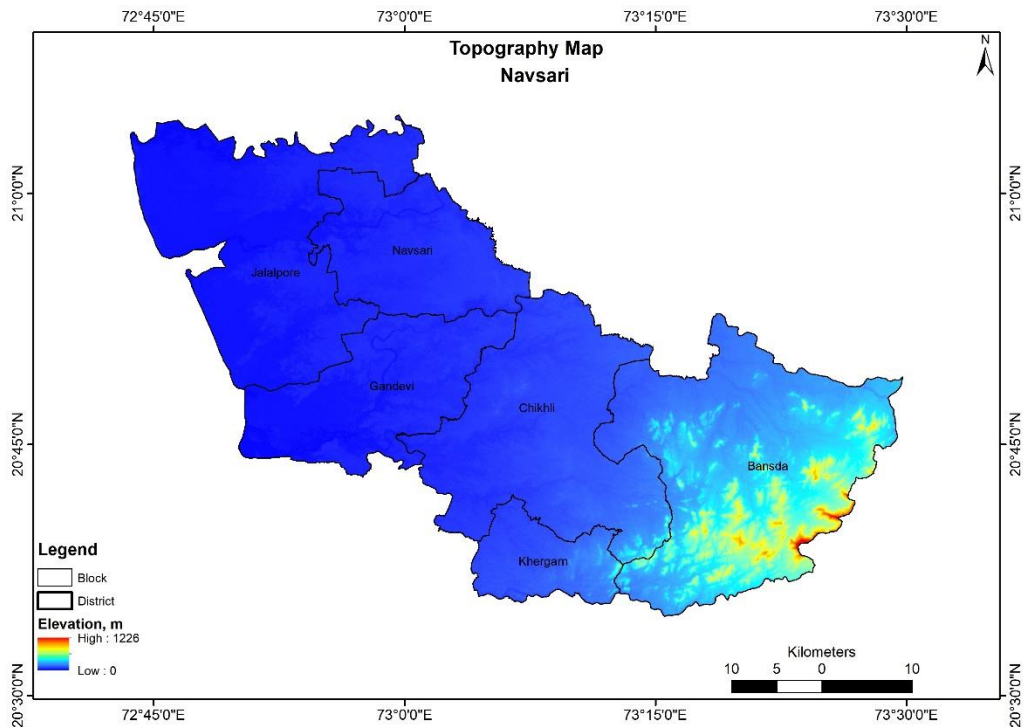 72°45'0"E 73°0'0"E 73°15'0"E 73°30'0"E
Topography Map
Navsari
N
21°0'0"N 21°0'0"N
Navsari
Jalalpore
Gandevi
Chikhli
20°45'0"N 20°45'0"N
Bansda
Khergam
Legend
Block
District
Elevation, m
High : 1226
Low : 0
Kilometers
10 5 0 10
20°30'0"N 20°30'0"N
72°45'0"E 73°0'0"E 73°15'0"E 73°30'0"E